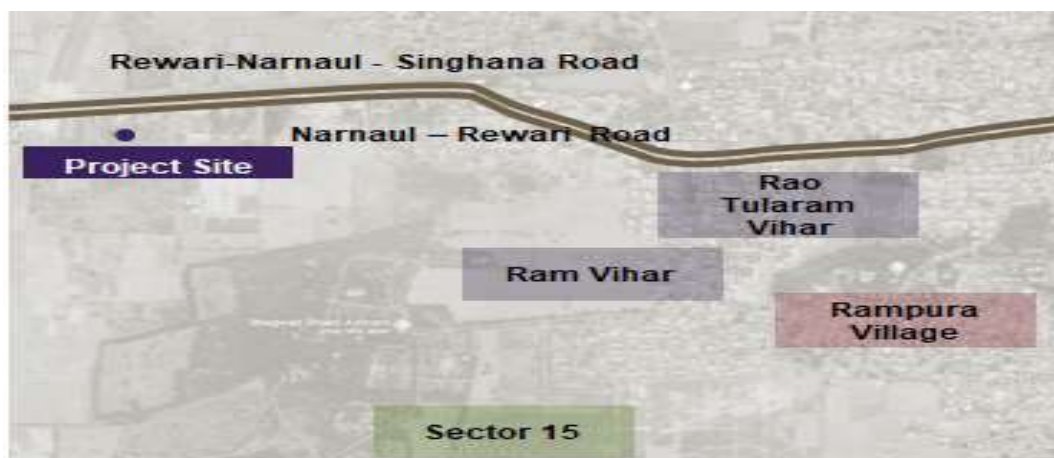 Rewari-Narnaul - Singhana Road
Narnaul – Rewari Road
Project Site
Rao
Tularam
Vihar
Ram Vihar
Rampura
Village
Sector 15